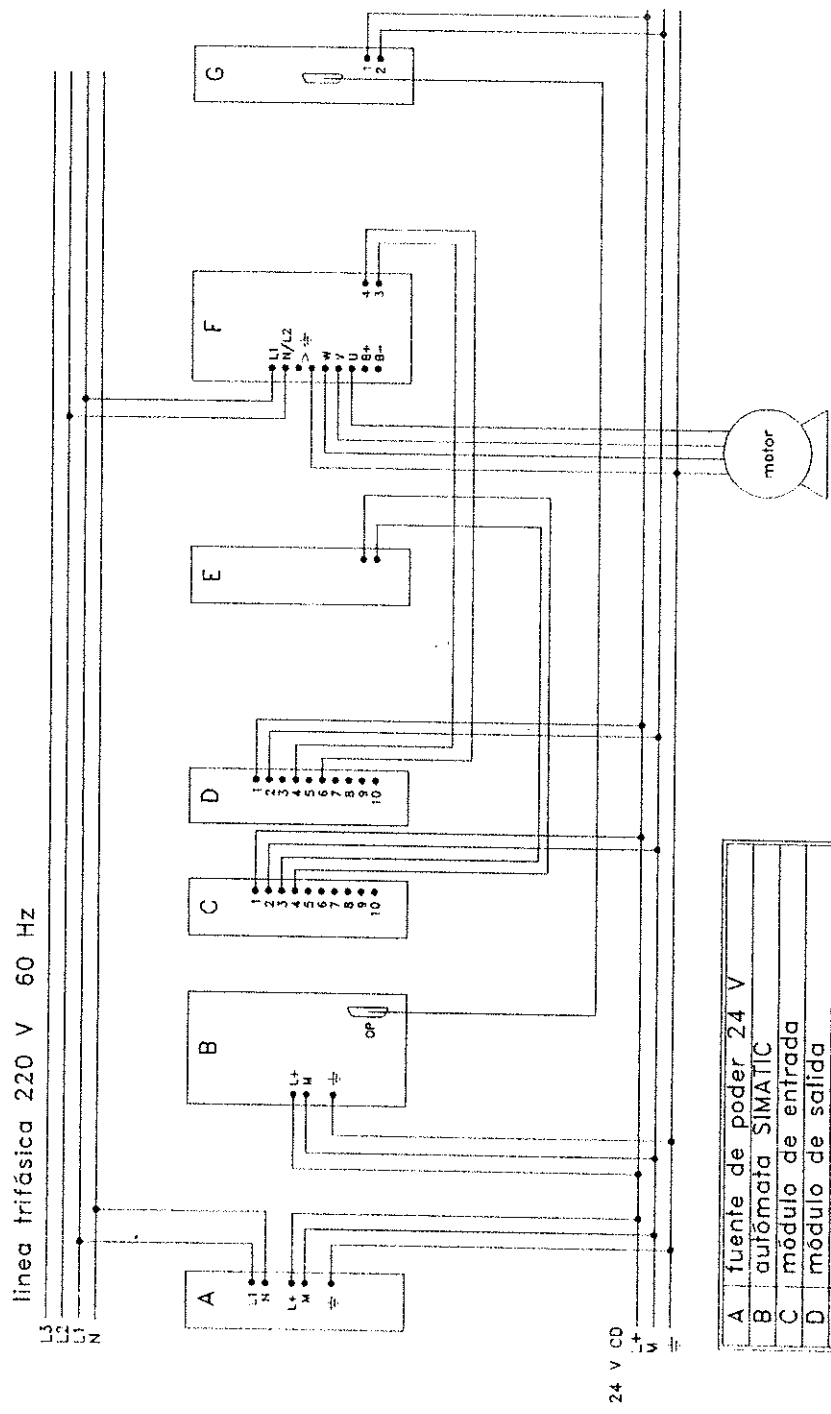 línea trifásica 220 V 60 Hz
L3
L2
L1
N
A
L1
N
L+
M
B
L+
M
OP
C
1
2
3
4
5
6
7
8
9
10
D
1
2
3
4
5
6
7
8
9
10
E
F
L1
N/L2
W
V
U
B+
B-
4
3
G
1
2
motor
24 V CD
L+
M
A fuente de poder 24 V
B autómata SIMATIC
C módulo de entrada
D módulo de salida